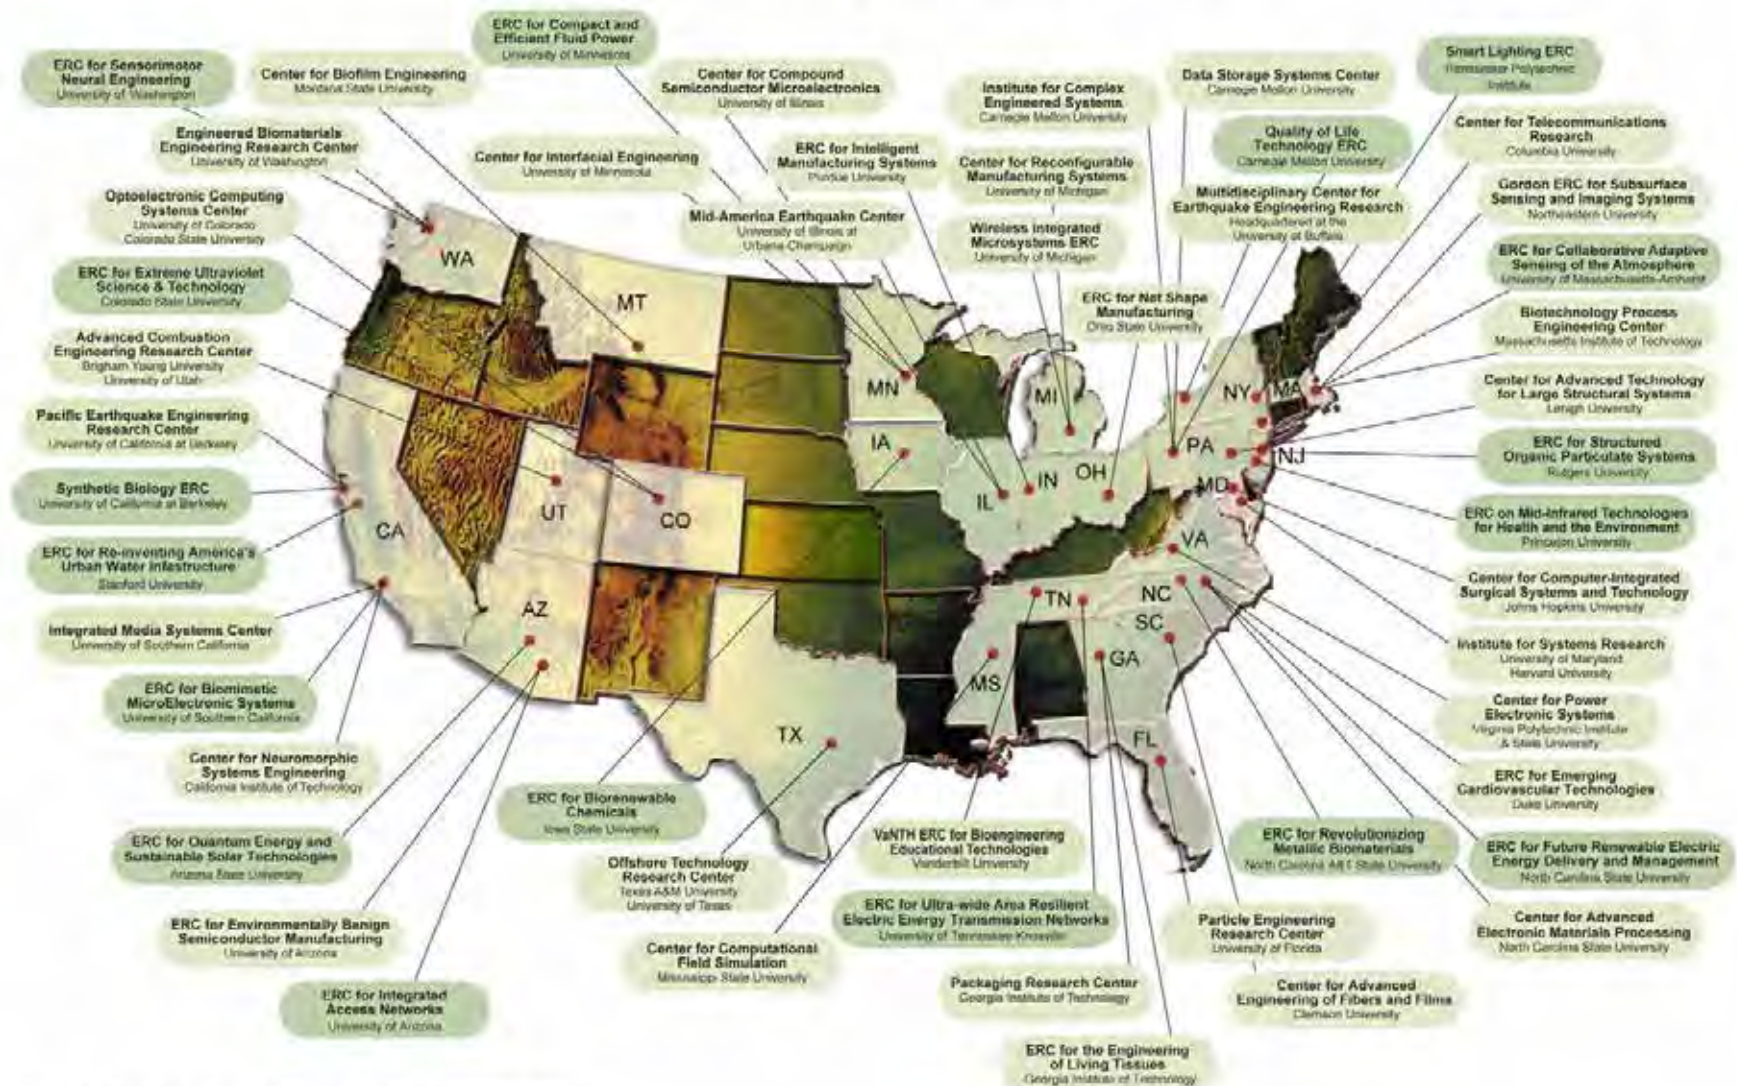 ERC for Compact and
Efficient Fluid Power
University of Minnesota
ERC for Sensorimotor
Neural Engineering
University of Washington
Center for Biofilm Engineering
Montana State University
Center for Compound
Semiconductor Microelectronics
University of Illinois
Institute for Complex
Engineered Systems
Carnegie Mellon University
Data Storage Systems Center
Carnegie Mellon University
Smart Lighting ERC
Rensselaer Polytechnic
Institute
Engineered Biomaterials
Engineering Research Center
University of Washington
Center for Interfacial Engineering
University of Minnesota
ERC for Intelligent
Manufacturing Systems
Purdue University
Center for Reconfigurable
Manufacturing Systems
University of Michigan
Quality of Life
Technology ERC
Carnegie Mellon University
Center for Telecommunications
Research
Columbia University
Optoelectronic Computing
Systems Center
University of Colorado
Colorado State University
Mid-America Earthquake Center
University of Illinois at
Urbana-Champaign
Wireless integrated
Microsystems ERC
University of Michigan
Multidisciplinary Center for
Earthquake Engineering Research
Headquartered at the
University at Buffalo
Gordon ERC for Subsurface
Sensing and Imaging Systems
Northeastern University
ERC for Extreme Ultraviolet
Science & Technology
Colorado State University
ERC for Net Shape
Manufacturing
Ohio State University
ERC for Collaborative Adaptive
Sensing of the Atmosphere
University of Massachusetts-Amherst
Advanced Combustion
Engineering Research Center
Brigham Young University
University of Utah
Biotechnology Process
Engineering Center
Massachusetts Institute of Technology
Pacific Earthquake Engineering
Research Center
University of California at Berkeley
Center for Advanced Technology
for Large Structural Systems
Lehigh University
Synthetic Biology ERC
University of California at Berkeley
ERC for Structured
Organic Particulate Systems
Rutgers University
ERC for Re-inventing America's
Urban Water Infastructure
Stanford University
ERC on Mid-Infrared Technologies
for Health and the Environment
Princeton University
Integrated Media Systems Center
University of Southern California
Center for Computer-Integrated
Surgical Systems and Technology
Johns Hopkins University
ERC for Biomimetic
MicroElectronic Systems
University of Southern California
Institute for Systems Research
University of Maryland
Harvard University
Center for Neuromorphic
Systems Engineering
California Institute of Technology
Center for Power
Electronic Systems
Virginia Polytechnic Institute
& State University
ERC for Quantum Energy and
Sustainable Solar Technologies
Arizona State University
ERC for Biorenewable
Chemicals
Iowa State University
VaNTH ERC for Bioengineering
Educational Technologies
Vanderbilt University
ERC for Emerging
Cardiovascular Technologies
Duke University
ERC for Revolutionizing
Metallic Biomaterials
North Carolina A&T State University
ERC for Future Renewable Electric
Energy Delivery and Management
North Carolina State University
Offshore Technology
Research Center
Texas A&M University
University of Texas
ERC for Ultra-wide Area Resilient
Electric Energy Transmission Networks
University of Tennessee-Knoxville
ERC for Environmentally Benign
Semiconductor Manufacturing
University of Arizona
Center for Computational
Field Simulation
Mississippi State University
Particle Engineering
Research Center
University of Florida
Center for Advanced
Electronic Materials Processing
North Carolina State University
ERC for Integrated
Access Networks
University of Arizona
Packaging Research Center
Georgia Institute of Technology
Center for Advanced
Engineering of Fibers and Films
Clemson University
ERC for the Engineering
of Living Tissues
Georgia Institute of Technology
WA
MT
MN
MI
NY
MA
IA
PA
NJ
IL
IN
OH
MD
UT
CO
CA
VA
AZ
TN
NC
SC
GA
MS
TX
FL